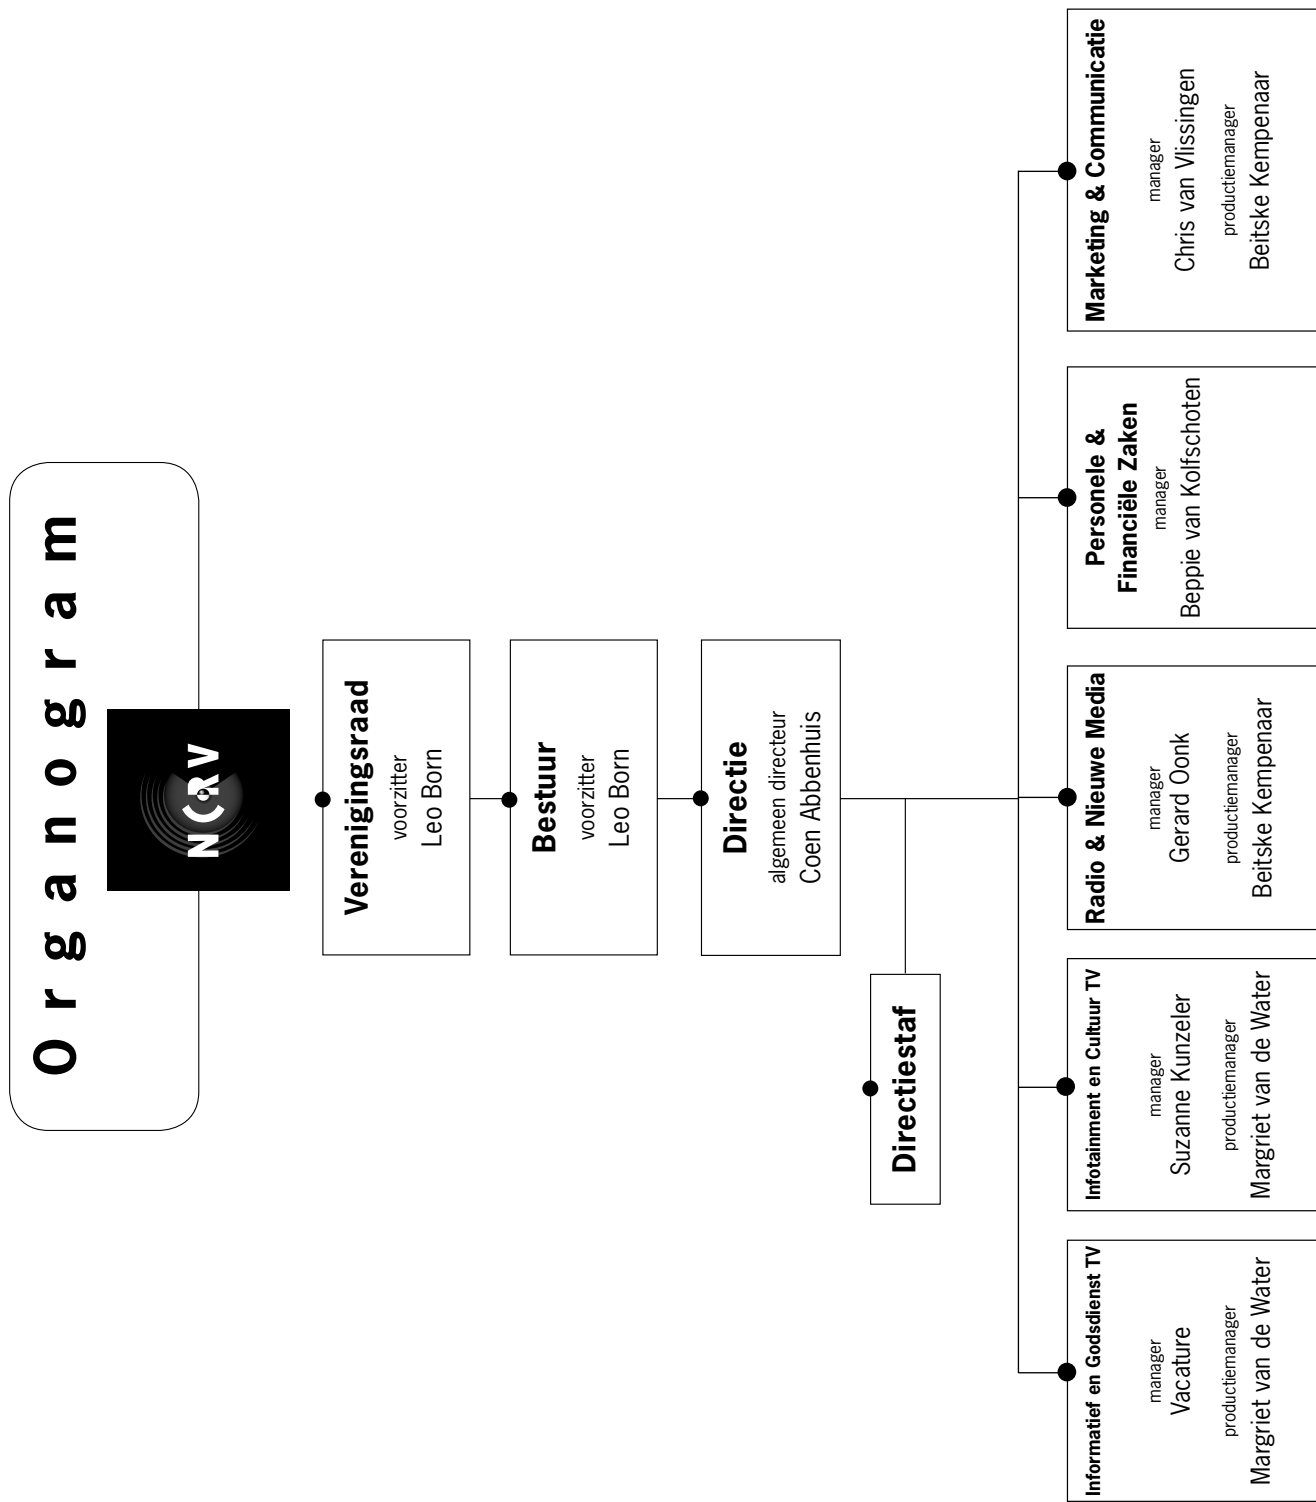 Organogram
NCRV
Verenigingsraad
voorzitter
Leo Born
Bestuur
voorzitter
Leo Born
Directie
algemeen directeur
Coen Abbenhuis
Directiestaf
Informatief en Godsdienst TV
manager
Vacature
productiemanager
Margriet van de Water
Infotainment en Cultuur TV
manager
Suzanne Kunzeler
productiemanager
Margriet van de Water
Radio & Nieuwe Media
manager
Gerard Oonk
productiemanager
Beitske Kempenaar
Personele &
Financiële Zaken
manager
Beppie van Kolfschoten
Marketing & Communicatie
manager
Chris van Vlissingen
productiemanager
Beitske Kempenaar